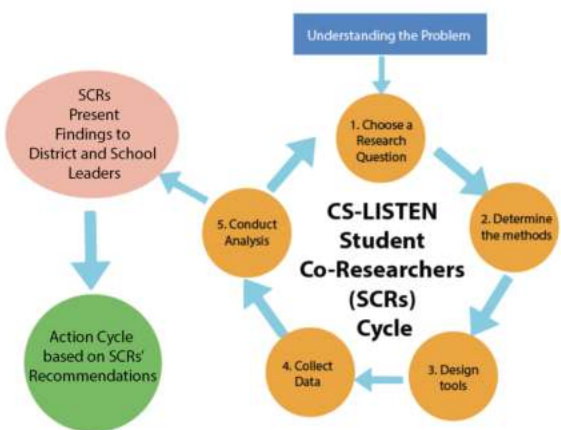 Understanding the Problem
SCRs
Present
Findings to
District and School
Leaders
1. Choose a
Research
Question
5. Conduct
Analysis
CS-LISTEN
Student
Co-Researchers
(SCRs)
Cycle
2. Determine
the methods
Action Cycle
based on SCRs'
Recommendations
4. Collect
Data
3. Design
tools